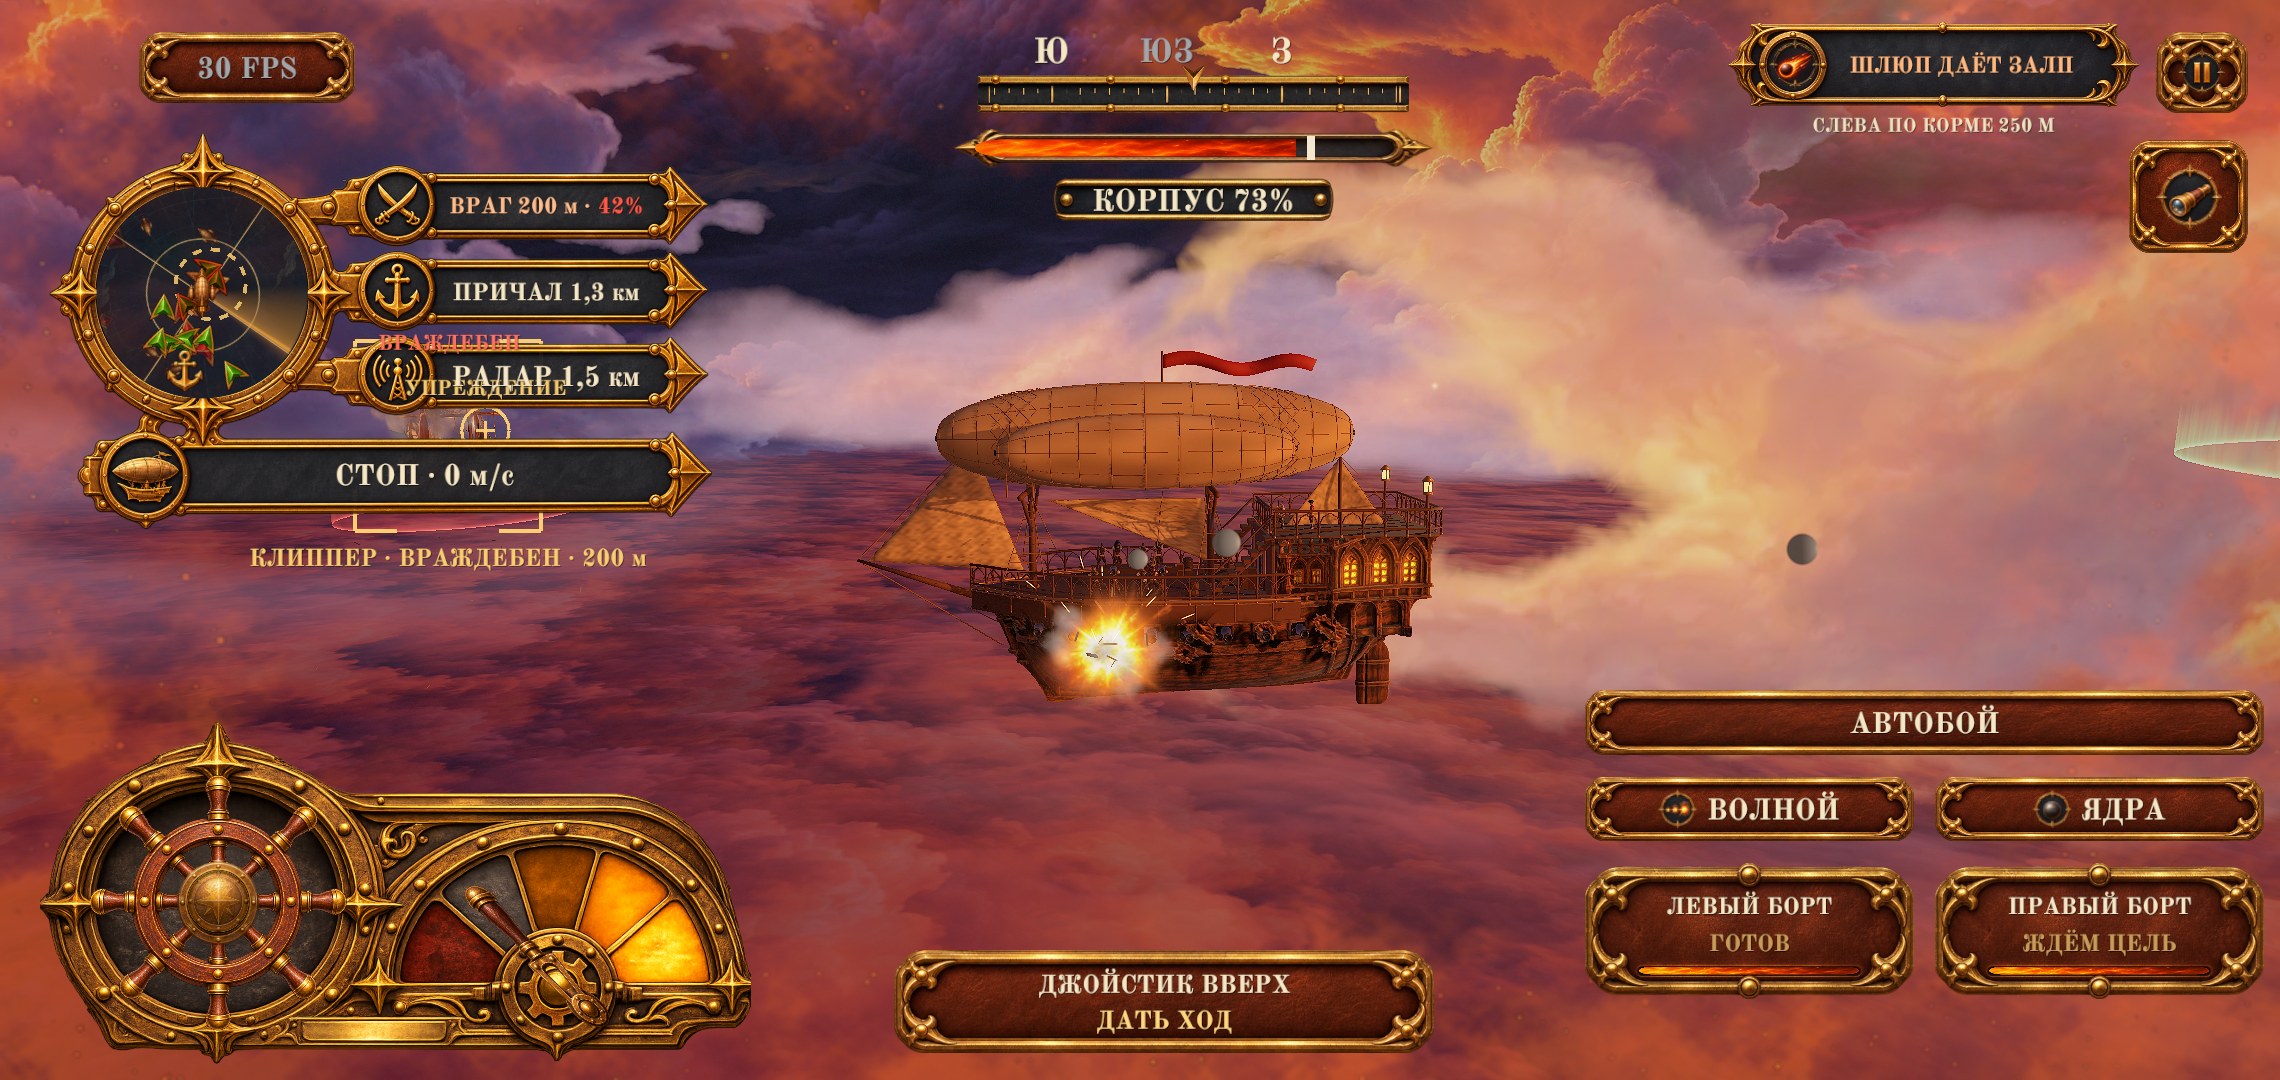 30 FPS
Ю ЮЗ З
КОРПУС 73%
ШЛЮП ДАЁТ ЗАЛП
СЛЕВА ПО КОРМЕ 250 М
ВРАГ 200 м · 42%
ПРИЧАЛ 1,3 км
ВРАЖДЕБЕН
РАДАР 1,5 км
УПРЕЖДЕНИЕ
СТОП · 0 м/с
КЛИППЕР · ВРАЖДЕБЕН · 200 м
АВТОБОЙ
ВОЛНОЙ
ЯДРА
ЛЕВЫЙ БОРТ
ГОТОВ
ПРАВЫЙ БОРТ
ЖДЁМ ЦЕЛЬ
ДЖОЙСТИК ВВЕРХ
ДАТЬ ХОД